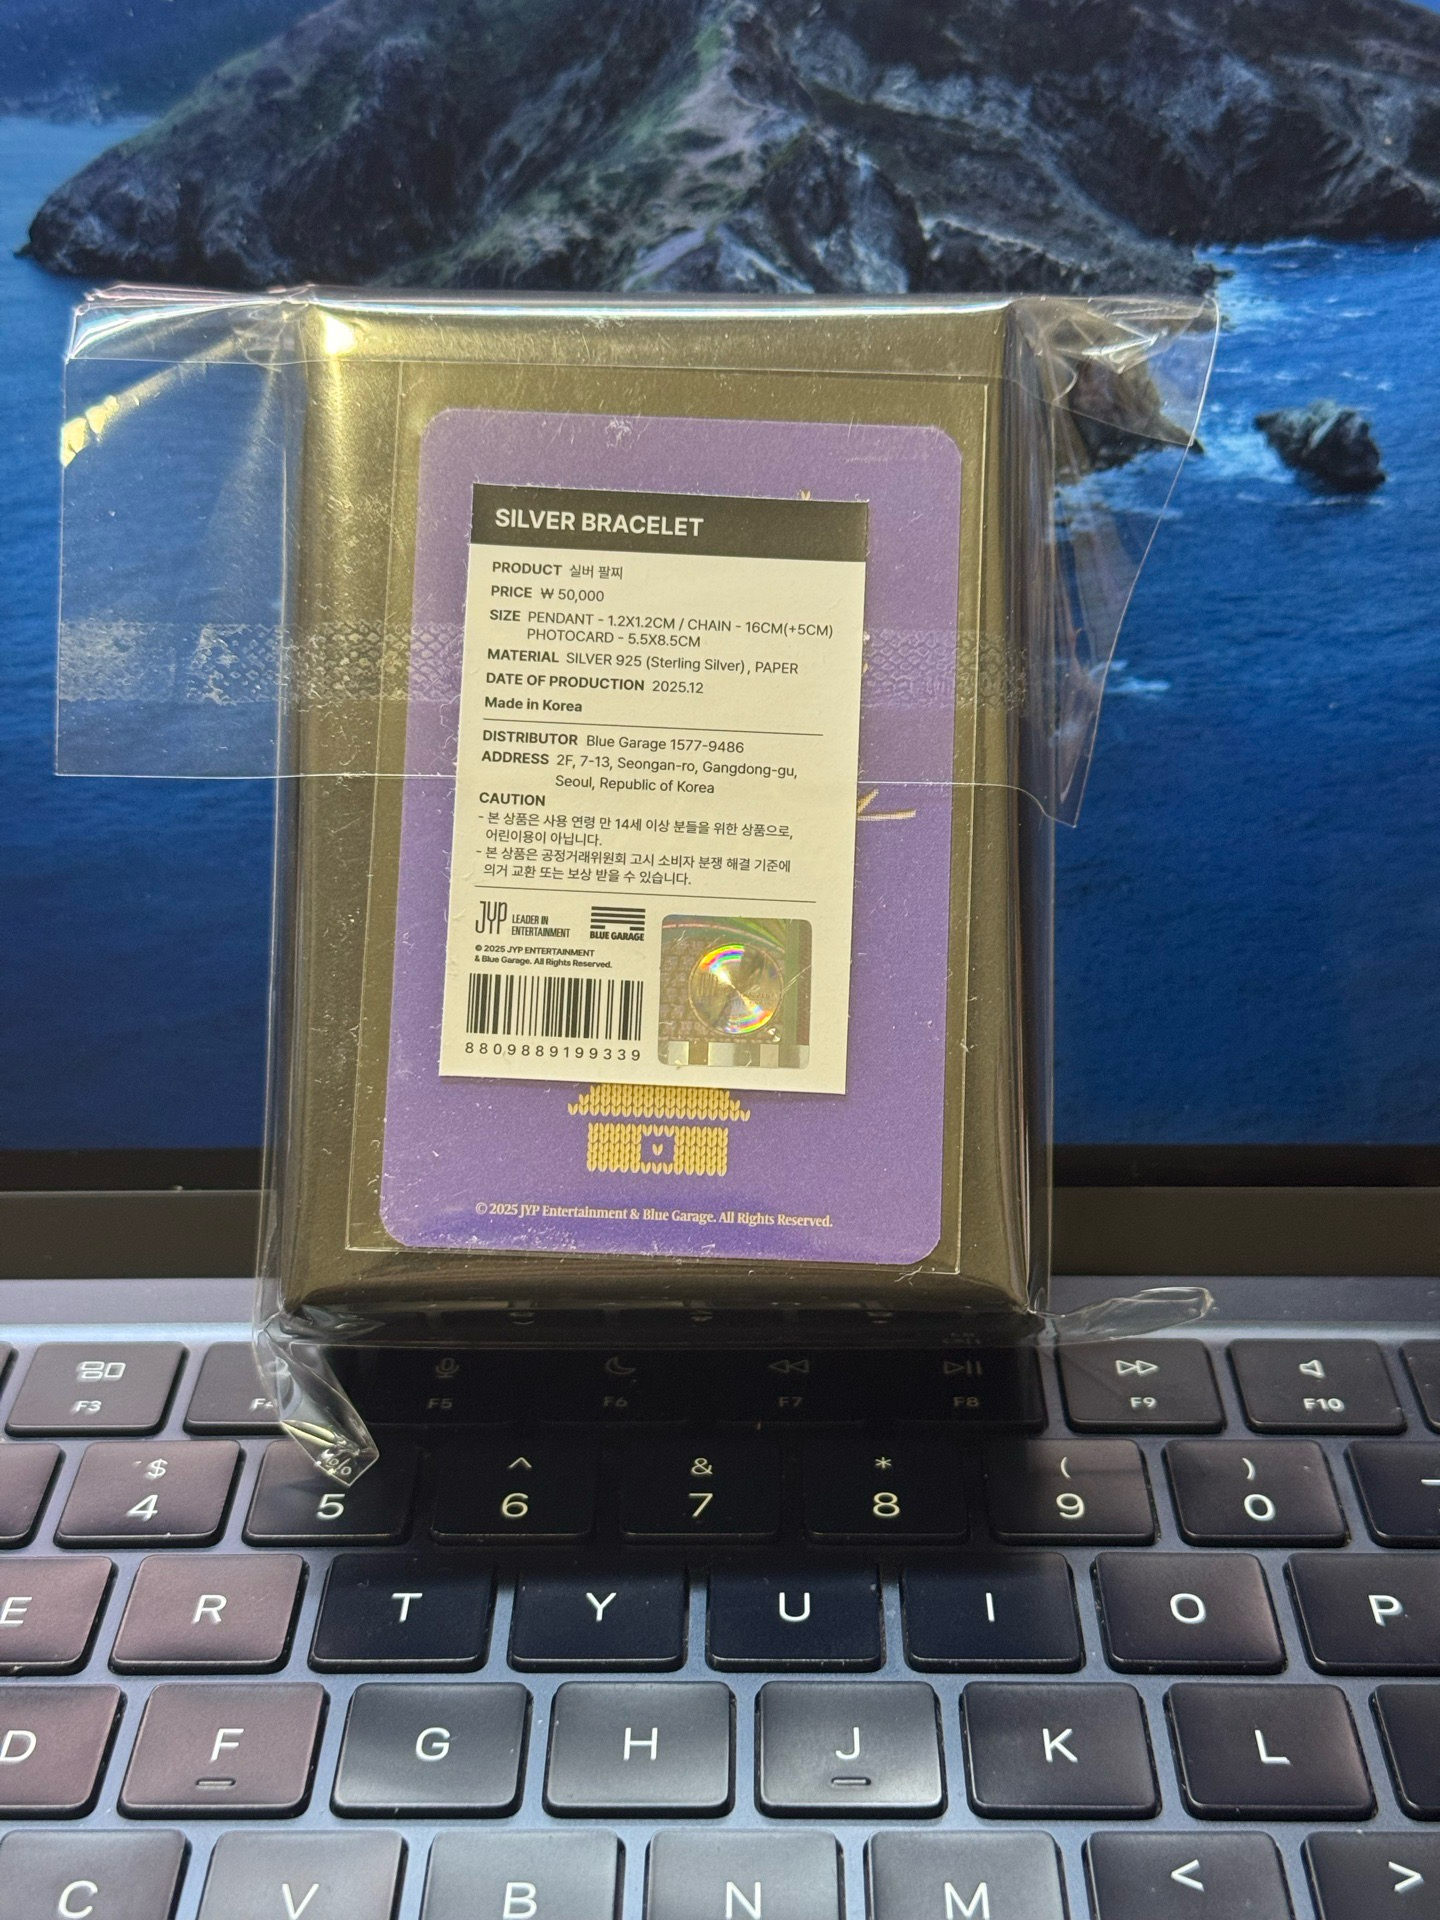 SILVER BRACELET
PRODUCT 실버 팔찌
PRICE ₩ 50,000
SIZE PENDANT - 1.2X1.2CM / CHAIN - 16CM(+5CM)
PHOTOCARD - 5.5X8.5CM
MATERIAL SILVER 925 (Sterling Silver), PAPER
DATE OF PRODUCTION 2025.12
Made in Korea
DISTRIBUTOR Blue Garage 1577-9486
ADDRESS 2F, 7-13, Seongan-ro, Gangdong-gu,
Seoul, Republic of Korea
CAUTION
- 본 상품은 사용 연령 만 14세 이상 분들을 위한 상품으로,
어린이용이 아닙니다.
- 본 상품은 공정거래위원회 고시 소비자 분쟁 해결 기준에
의거 교환 또는 보상 받을 수 있습니다.
JYP LEADER IN
ENTERTAINMENT
BLUE GARAGE
© 2025 JYP ENTERTAINMENT
& Blue Garage. All Rights Reserved.
8809889199339
© 2025 JYP Entertainment & Blue Garage. All Rights Reserved.
F3 F4 F5 F6 F7 F8 F9 F10
$ % ^ & * ( )
4 5 6 7 8 9 0
E R T Y U I O P
D F G H J K L
C V B N M < >